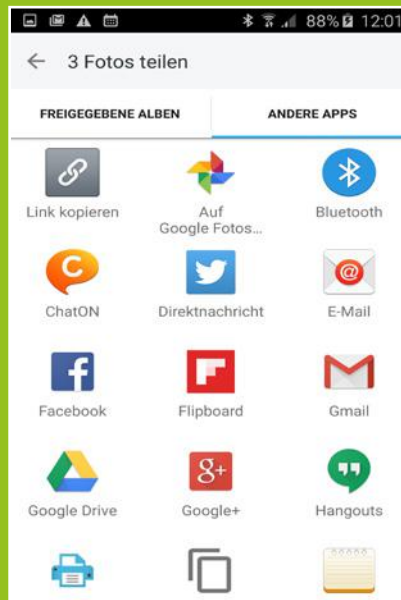 88% 12:01
3 Fotos teilen
FREIGEGEBENE ALBEN ANDERE APPS
Link kopieren Auf Bluetooth
Google Fotos...
C @
ChatON Direktnachricht E-Mail
f
Facebook Flipboard Gmail
g+
Google Drive Google+ Hangouts